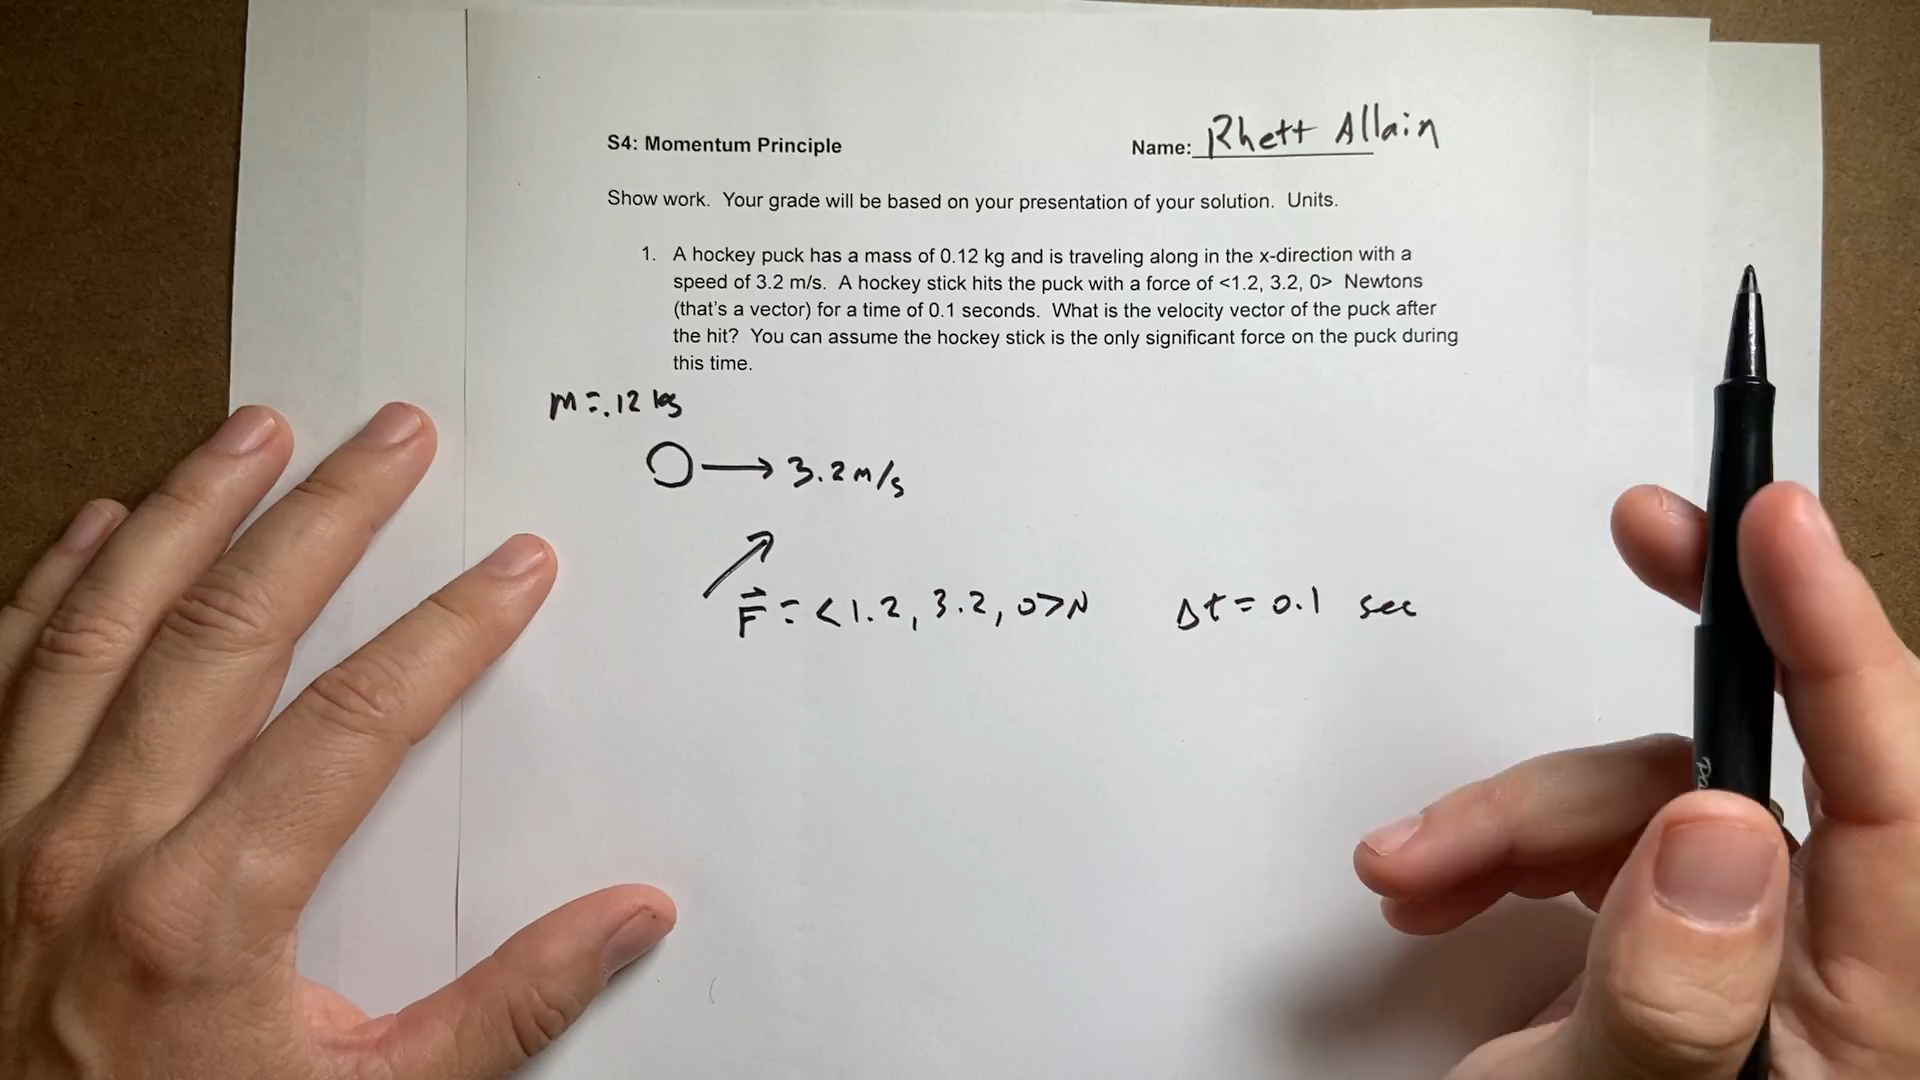 S4: Momentum Principle Name: Rhett Allain
Show work. Your grade will be based on your presentation of your solution. Units.
1. A hockey puck has a mass of 0.12 kg and is traveling along in the x-direction with a
speed of 3.2 m/s. A hockey stick hits the puck with a force of <1.2, 3.2, 0> Newtons
(that's a vector) for a time of 0.1 seconds. What is the velocity vector of the puck after
the hit? You can assume the hockey stick is the only significant force on the puck during
this time.
m=.12 kg
3.2 m/s
F⃗ = <1.2, 3.2, 0>N Δt = 0.1 sec